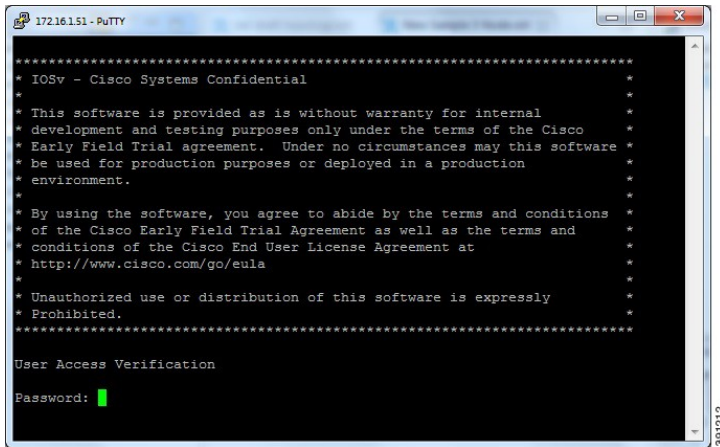 172.16.1.51 - PuTTY
******************************************************************************
* IOSv - Cisco Systems Confidential *
* *
* This software is provided as is without warranty for internal *
* development and testing purposes only under the terms of the Cisco *
* Early Field Trial agreement.  Under no circumstances may this software *
* be used for production purposes or deployed in a production *
* environment. *
* *
* By using the software, you agree to abide by the terms and conditions *
* of the Cisco Early Field Trial Agreement as well as the terms and *
* conditions of the Cisco End User License Agreement at *
* http://www.cisco.com/go/eula *
* *
* Unauthorized use or distribution of this software is expressly *
* Prohibited. *
******************************************************************************
User Access Verification
Password: